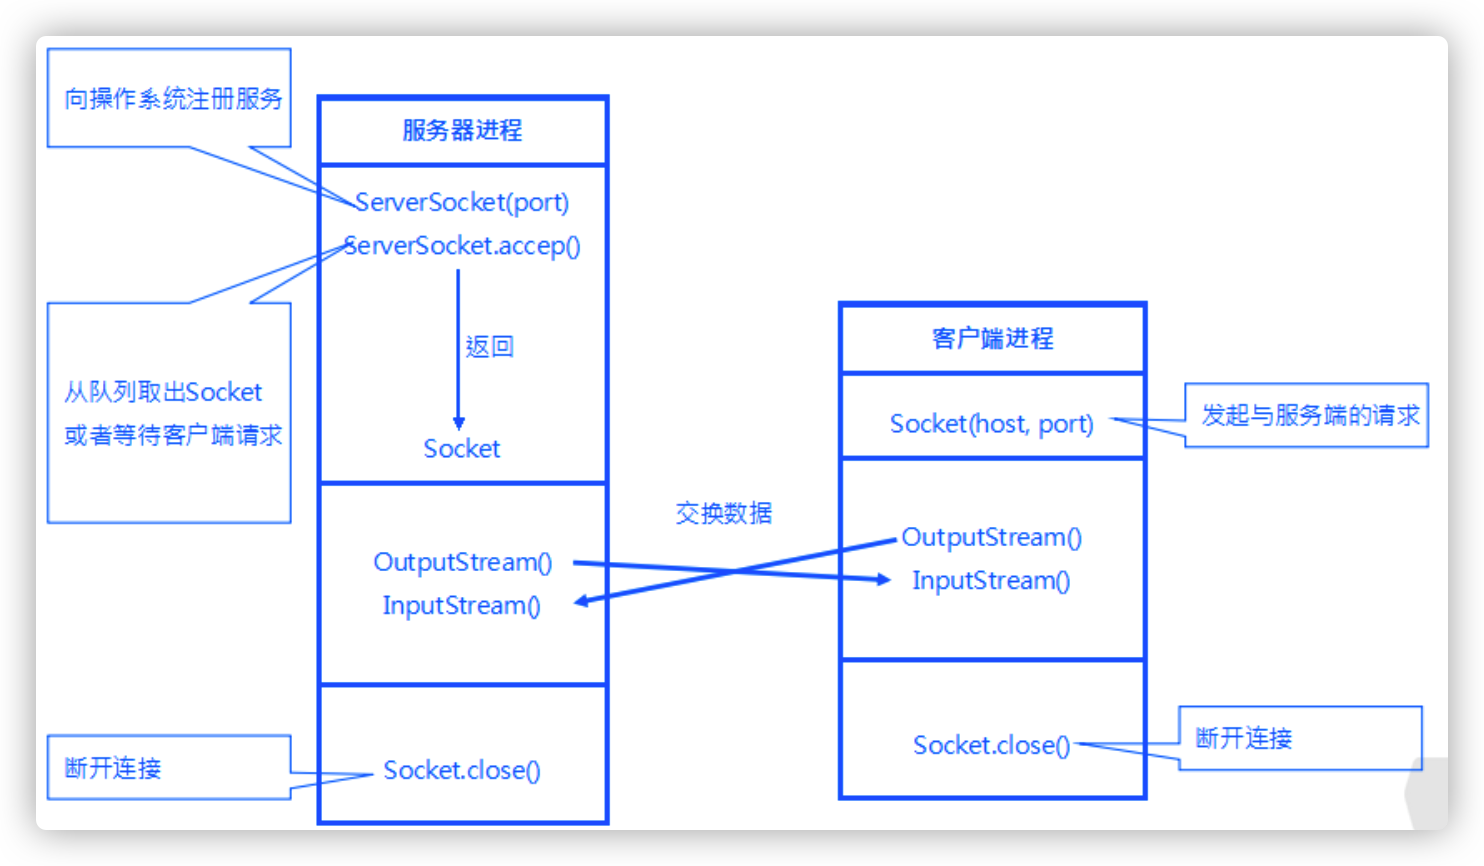 向操作系统注册服务
服务器进程
ServerSocket(port)
ServerSocket.accep()
返回
从队列取出Socket
或者等待客户端请求
Socket
客户端进程
Socket(host, port)
发起与服务端的请求
交换数据
OutputStream()
InputStream()
OutputStream()
InputStream()
断开连接
Socket.close()
Socket.close()
断开连接